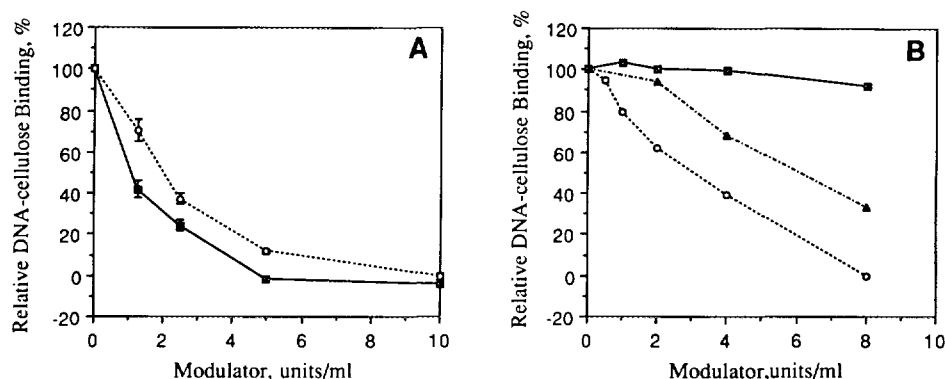 A
Relative DNA-cellulose Binding, %
120
100
80
60
40
20
0
-20
0 2 4 6 8 10
Modulator, units/ml
B
Relative DNA-cellulose Binding, %
120
100
80
60
40
20
0
-20
0 2 4 6 8 10
Modulator,units/ml